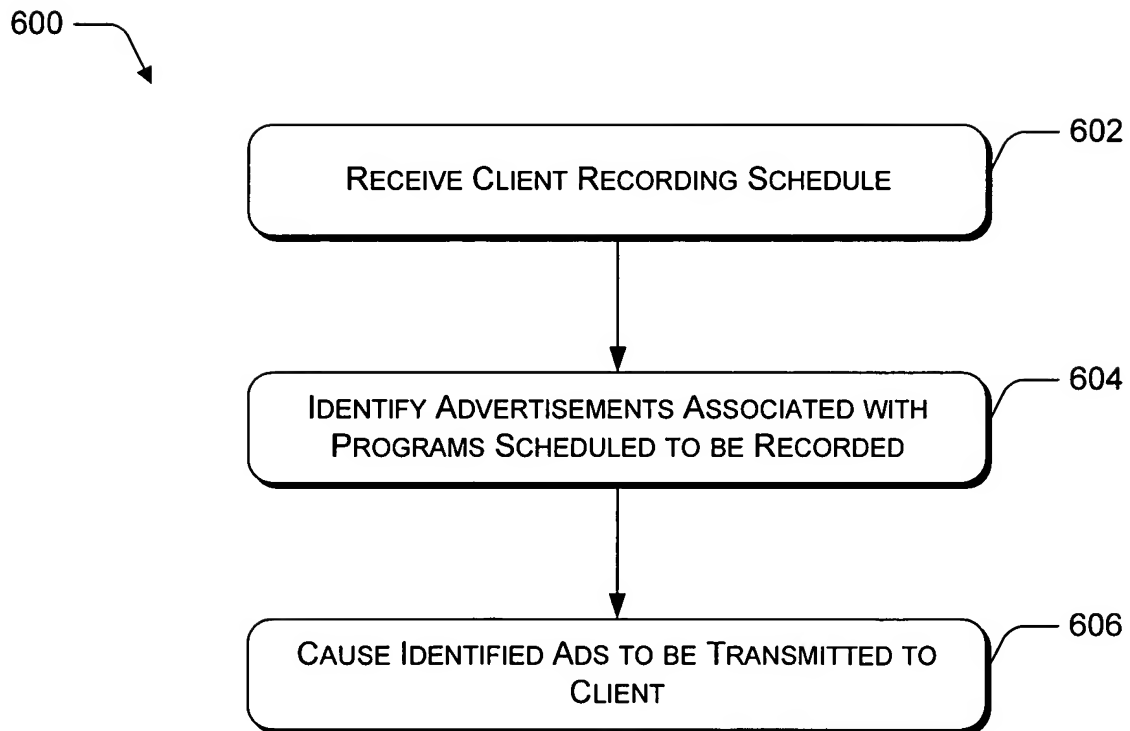 600
602
RECEIVE CLIENT RECORDING SCHEDULE
604
IDENTIFY ADVERTISEMENTS ASSOCIATED WITH
PROGRAMS SCHEDULED TO BE RECORDED
606
CAUSE IDENTIFIED ADS TO BE TRANSMITTED TO
CLIENT